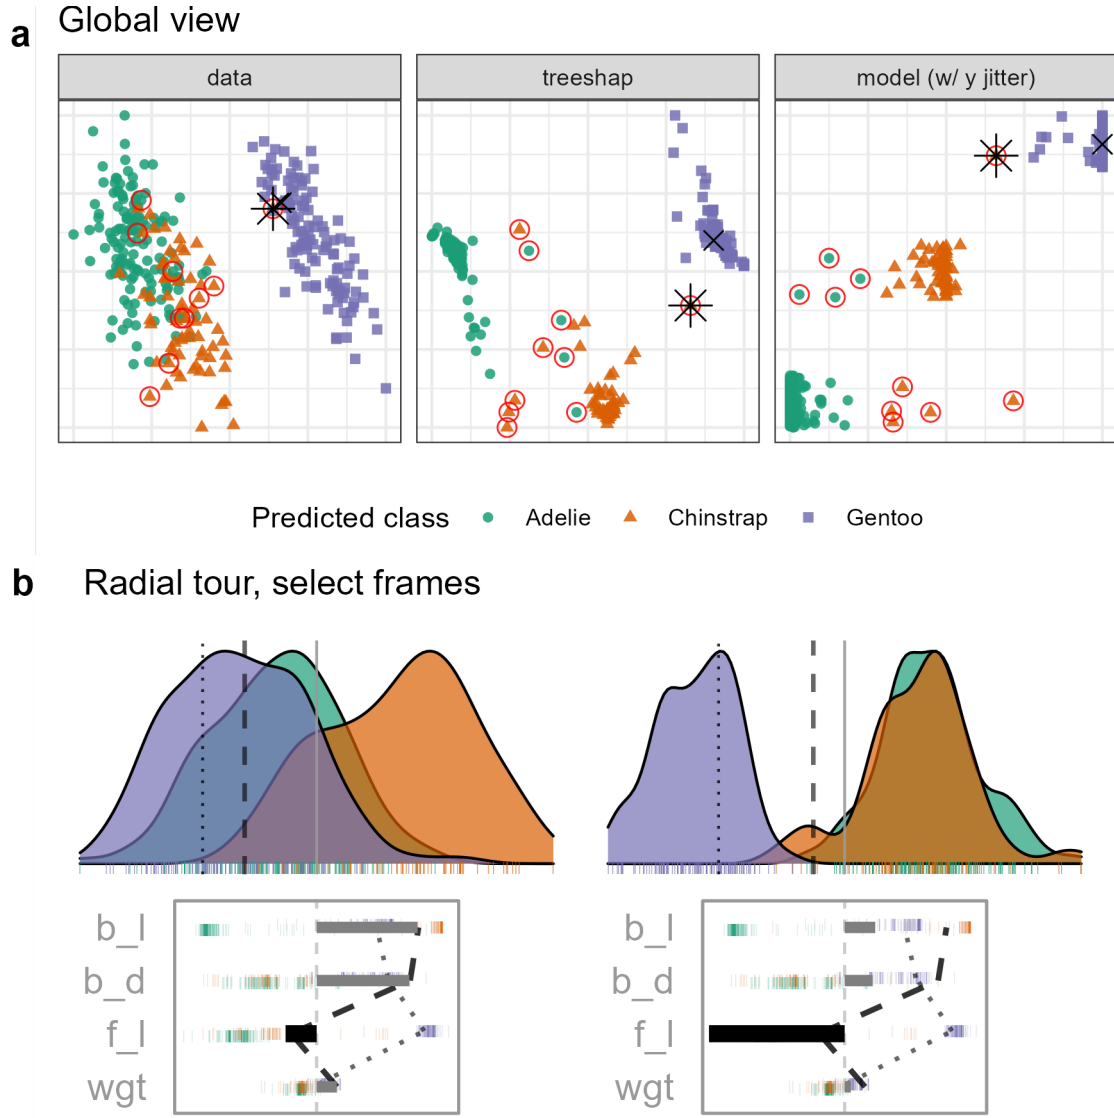 a Global view
data treeshap model (w/ y jitter)
Predicted class Adelie Chinstrap Gentoo
b Radial tour, select frames
b_l b_l
b_d b_d
f_l f_l
wgt wgt